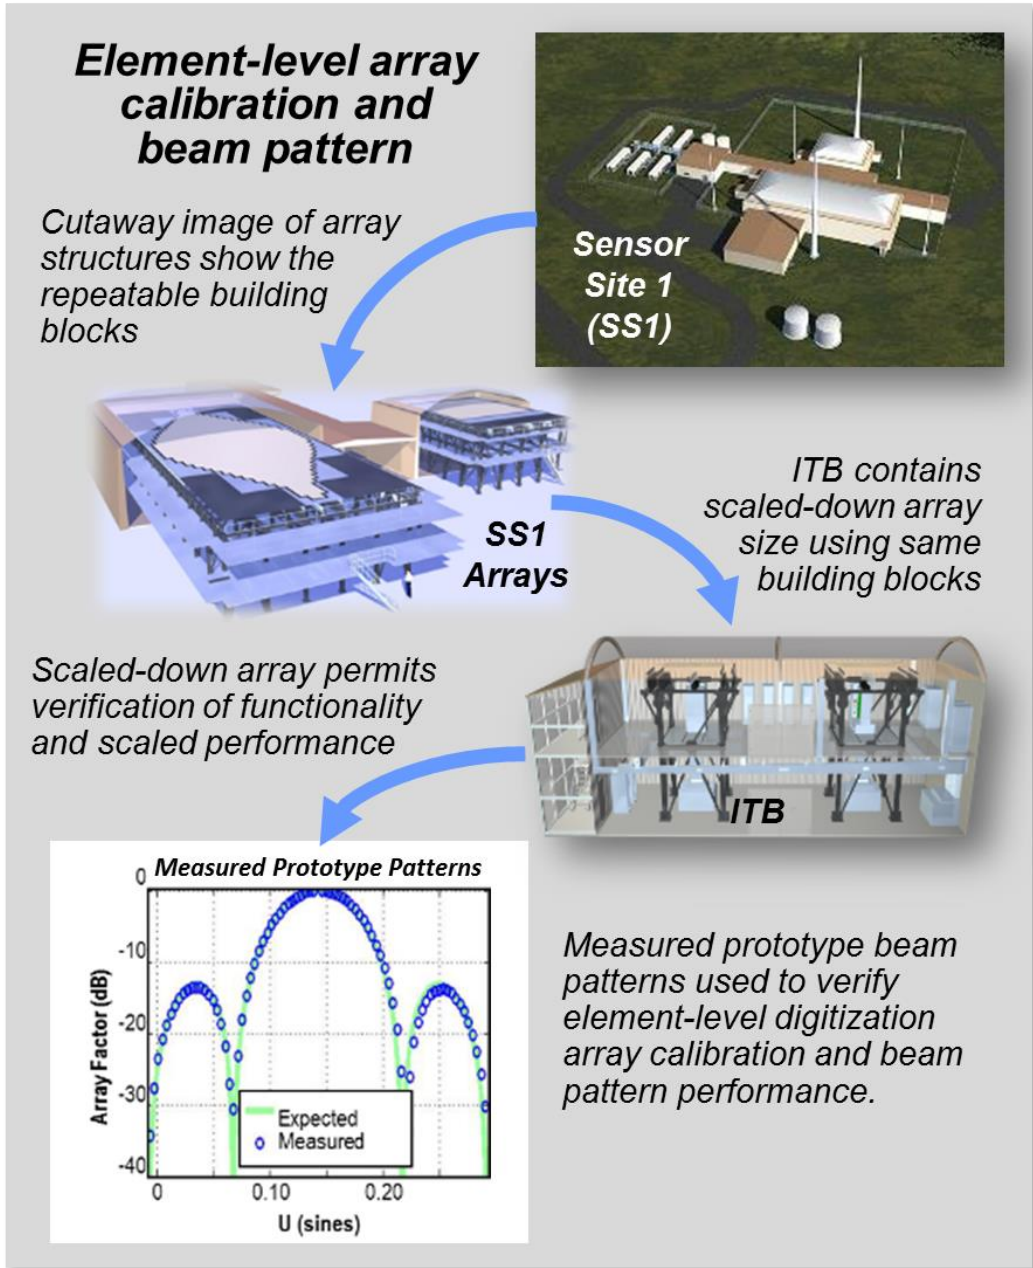 Element-level array
calibration and
beam pattern
Cutaway image of array
structures show the
repeatable building
blocks
Sensor
Site 1
(SS1)
SS1
Arrays
ITB contains
scaled-down array
size using same
building blocks
Scaled-down array permits
verification of functionality
and scaled performance
ITB
Measured Prototype Patterns
0
-10
-20
-30
-40
Array Factor (dB)
Expected
Measured
0 0.10 0.20
U (sines)
Measured prototype beam
patterns used to verify
element-level digitization
array calibration and beam
pattern performance.